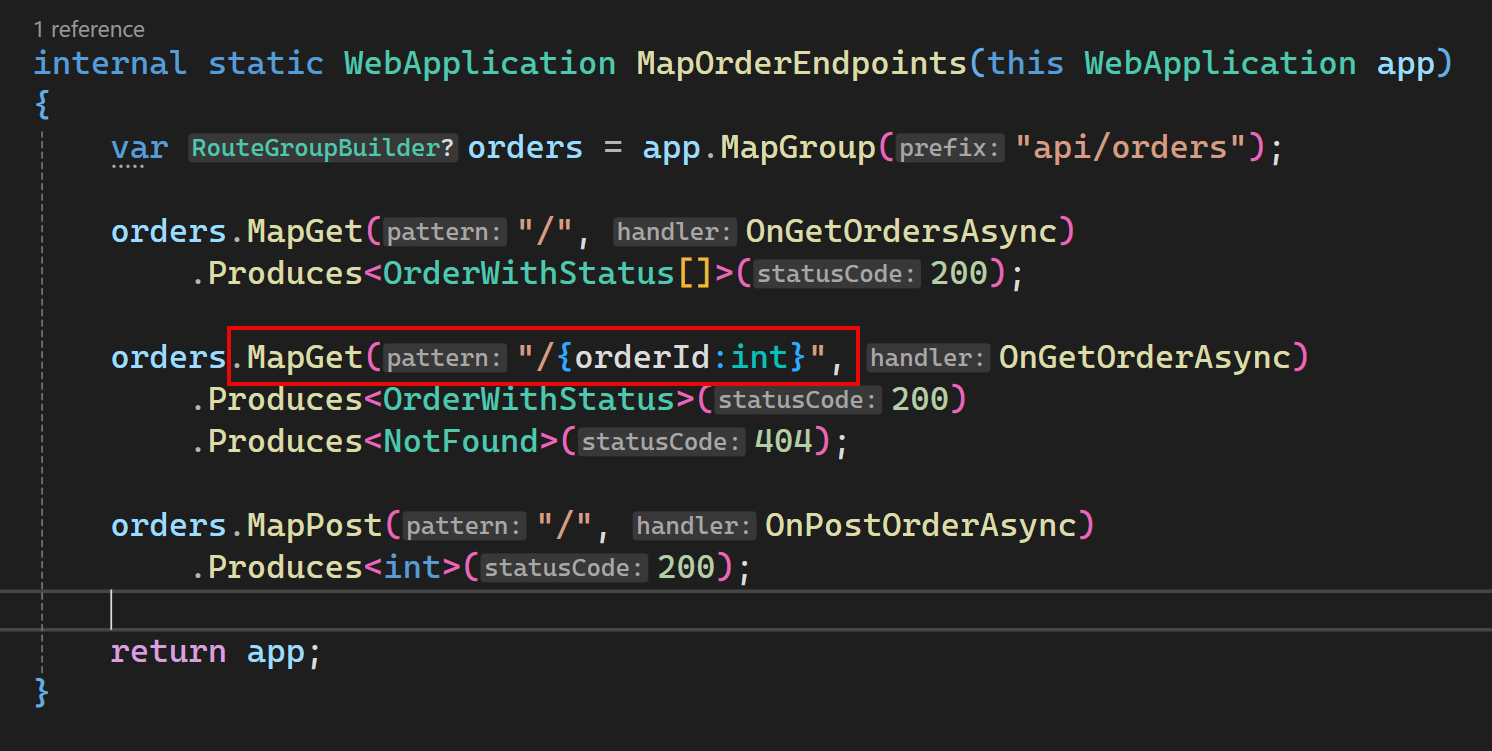 1 reference
internal static WebApplication MapOrderEndpoints(this WebApplication app)
{
var RouteGroupBuilder? orders = app.MapGroup(prefix: "api/orders");
orders.MapGet(pattern: "/", handler: OnGetOrdersAsync)
.Produces<OrderWithStatus[]>(statusCode: 200);
orders.MapGet(pattern: "/{orderId:int}", handler: OnGetOrderAsync)
.Produces<OrderWithStatus>(statusCode: 200)
.Produces<NotFound>(statusCode: 404);
orders.MapPost(pattern: "/", handler: OnPostOrderAsync)
.Produces<int>(statusCode: 200);
return app;
}